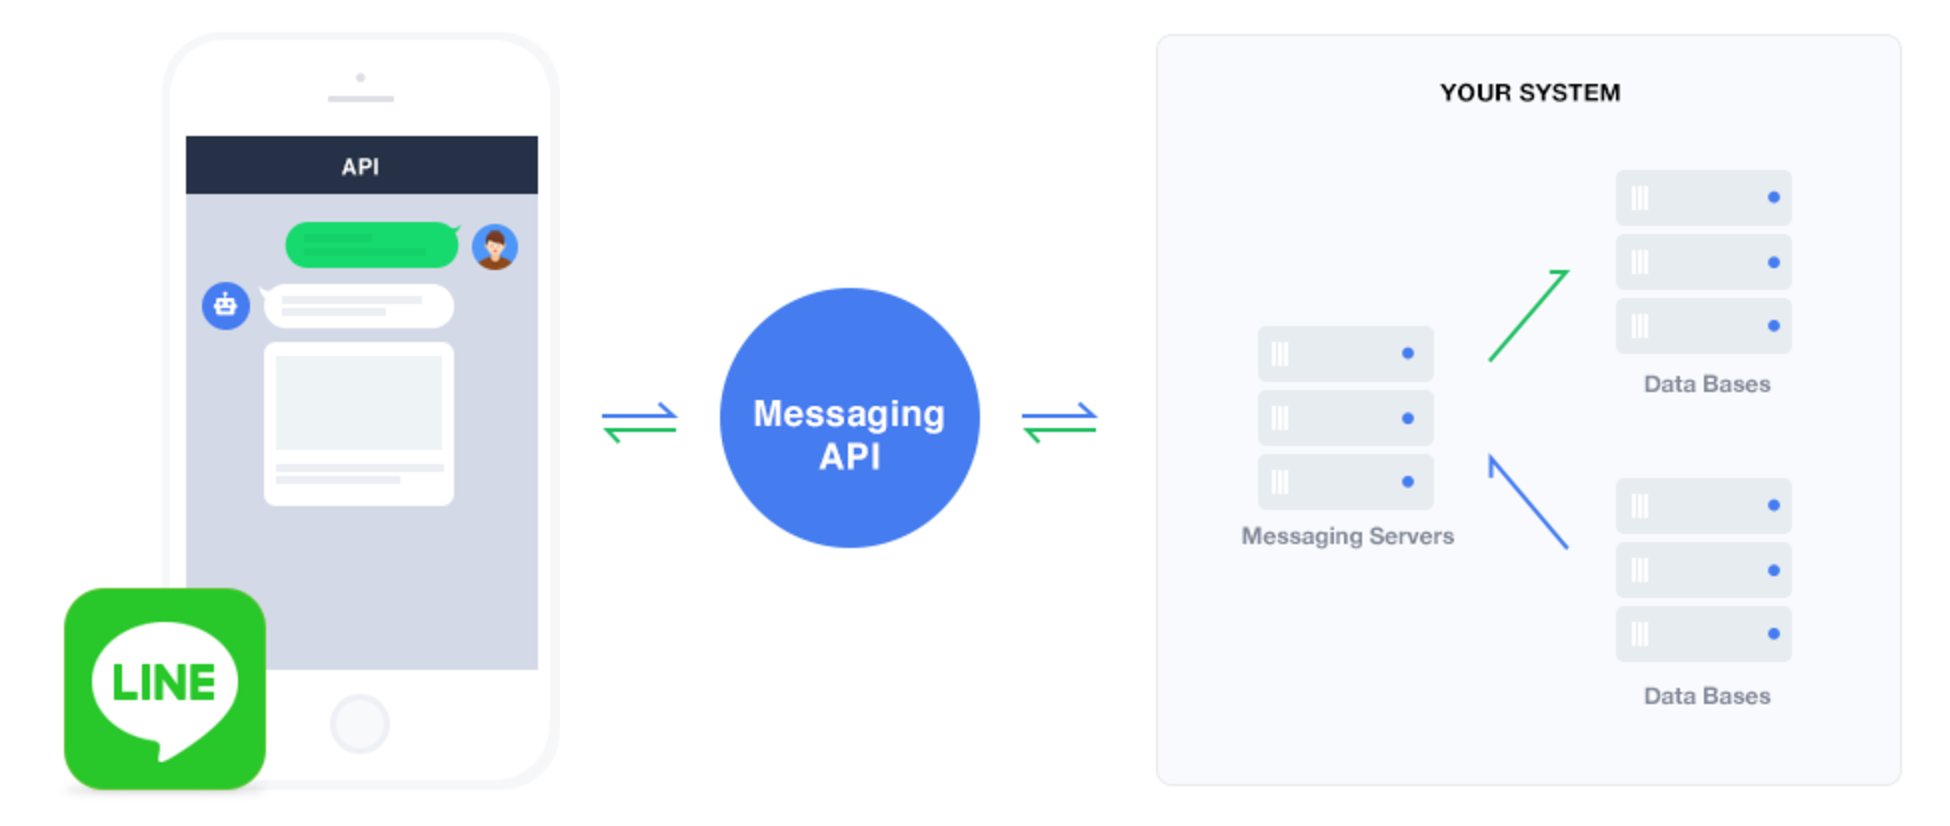 API
LINE
Messaging
API
YOUR SYSTEM
Messaging Servers
Data Bases
Data Bases